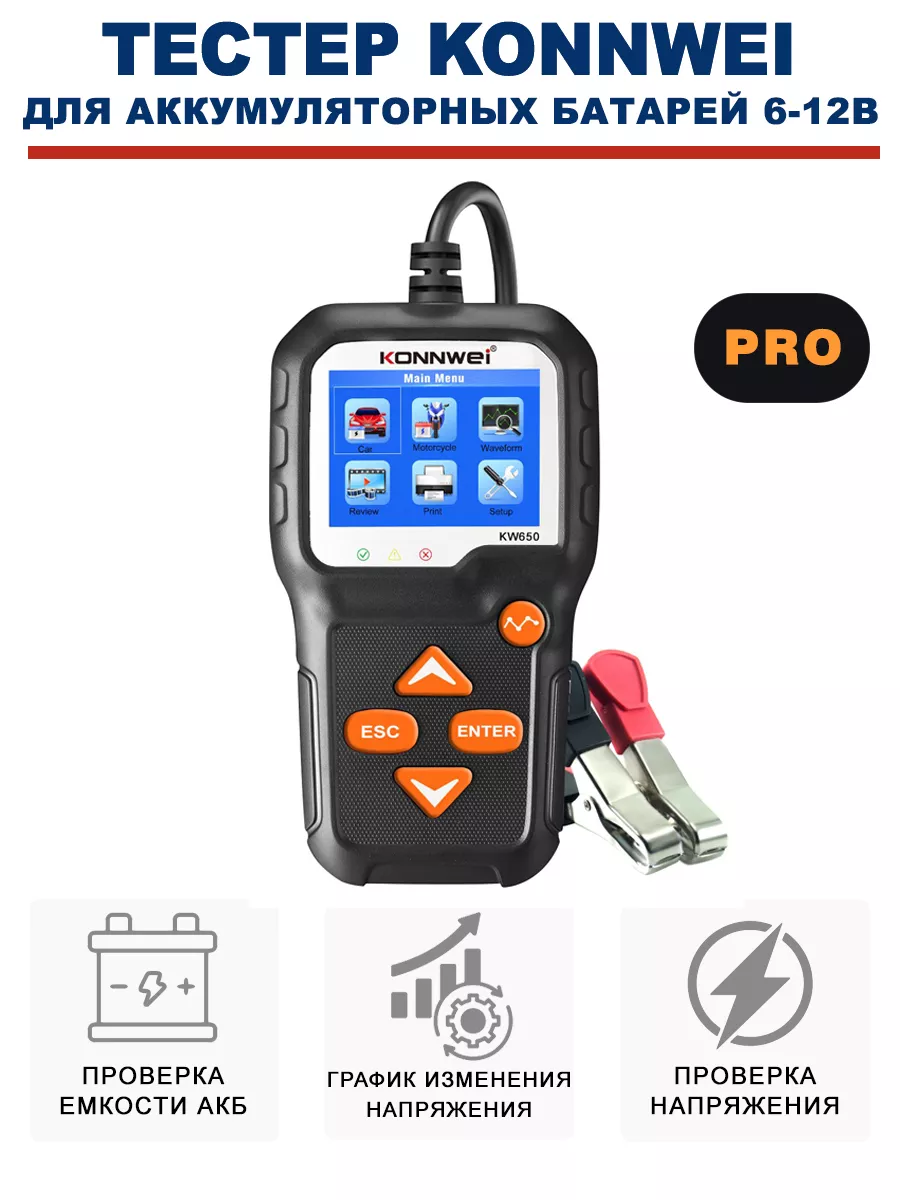 ТЕСТЕР KONNWEI
ДЛЯ АККУМУЛЯТОРНЫХ БАТАРЕЙ 6-12В
PRO
KONNWEI®
Main Menu
Car Motorcycle Waveform
Review Print Setup
KW650
ESC ENTER
ПРОВЕРКА
ЕМКОСТИ АКБ
ГРАФИК ИЗМЕНЕНИЯ
НАПРЯЖЕНИЯ
ПРОВЕРКА
НАПРЯЖЕНИЯ